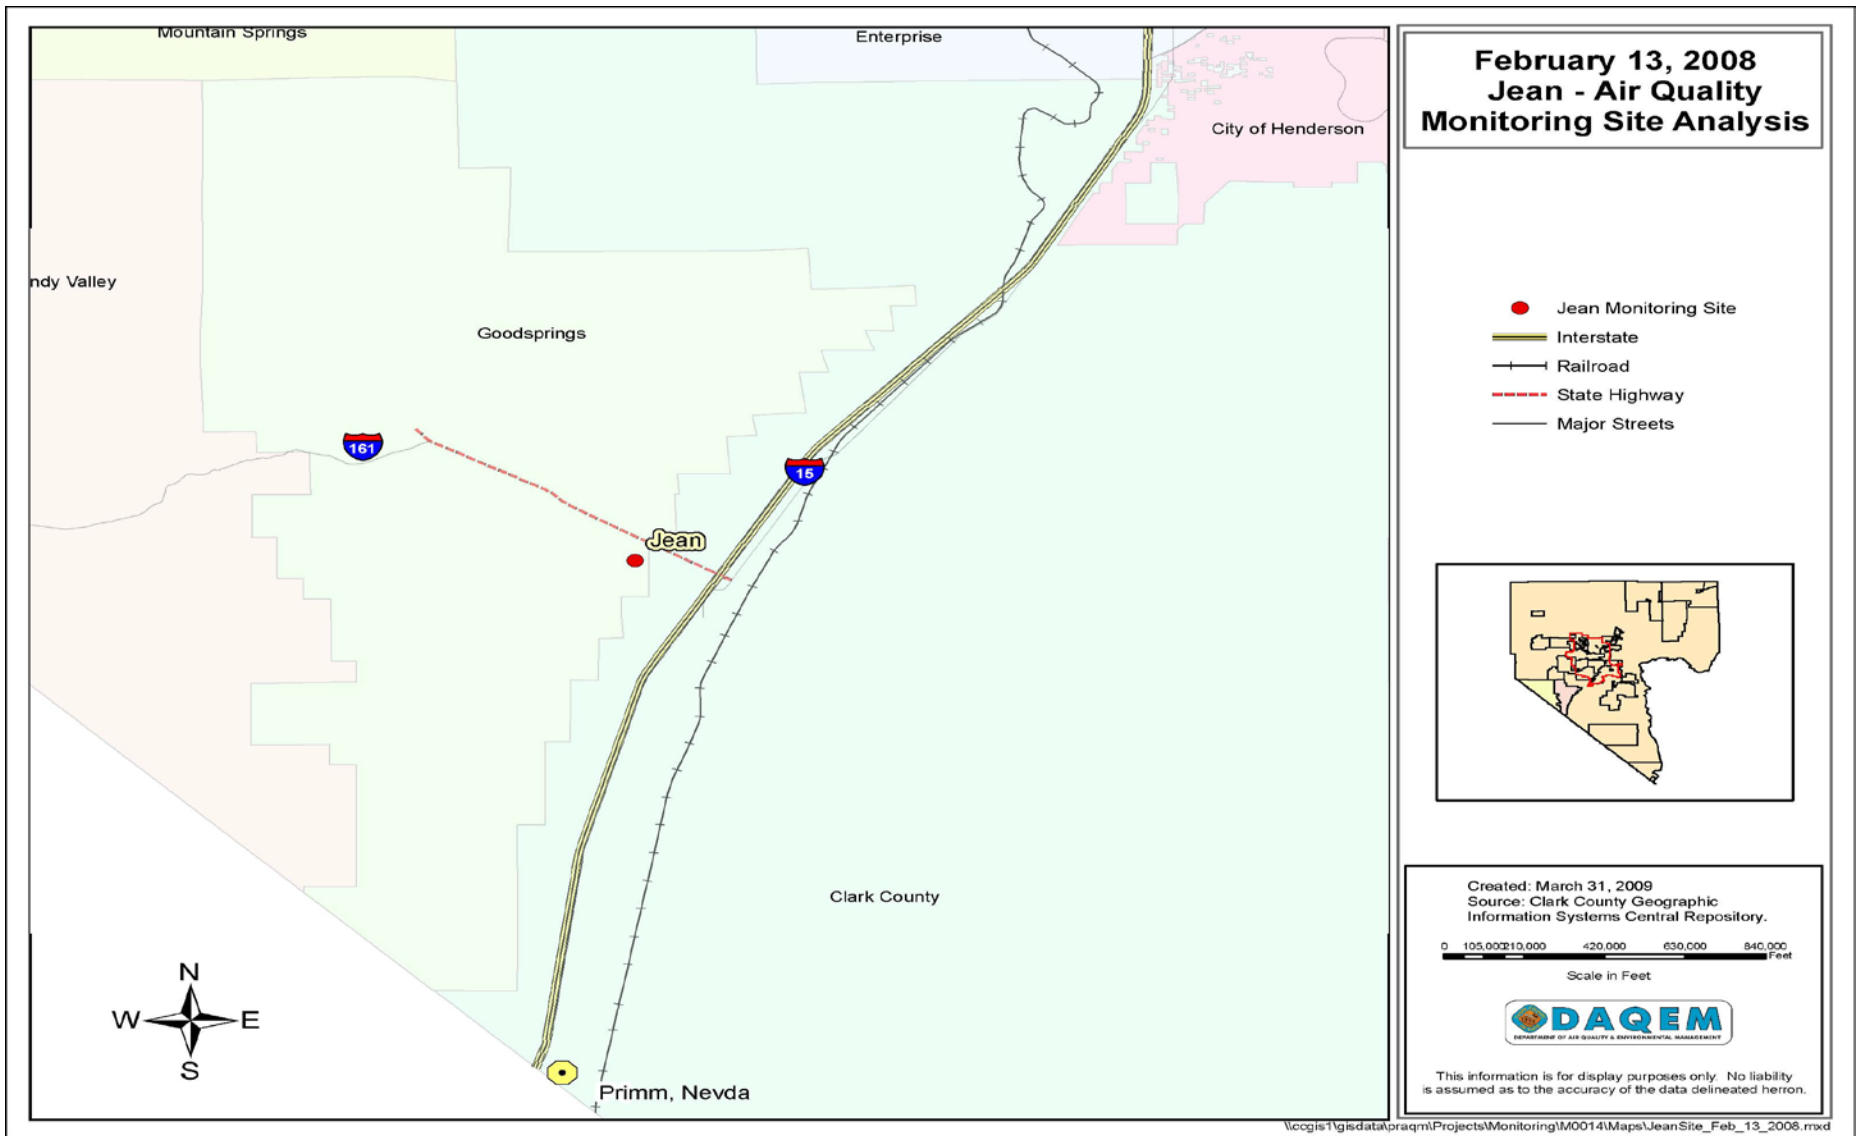 February 13, 2008
Jean - Air Quality
Monitoring Site Analysis
Mountain Springs
Enterprise
City of Henderson
ndy Valley
Goodsprings
161
15
Jean
Clark County
Primm, Nevda
N
W E
S
Jean Monitoring Site
Interstate
Railroad
State Highway
Major Streets
Created: March 31, 2009
Source: Clark County Geographic
Information Systems Central Repository.
0 105,000210,000 420,000 630,000 840,000
Feet
Scale in Feet
DAQEM
DEPARTMENT OF AIR QUALITY & ENVIRONMENTAL MANAGEMENT
This information is for display purposes only. No liability
is assumed as to the accuracy of the data delineated herron.
\\ccgis1\gisdata\praqm\Projects\Monitoring\M0014\Maps\JeanSite_Feb_13_2008.mxd